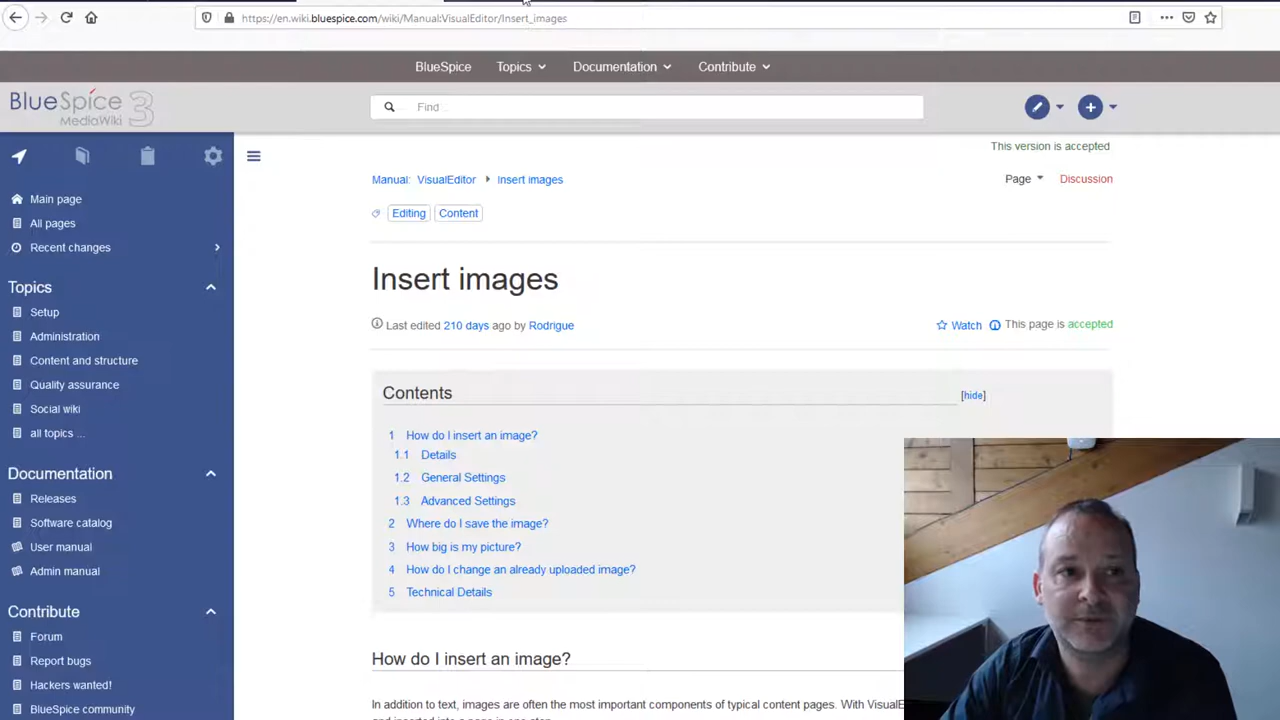 https://en.wiki.bluespice.com/wiki/Manual:VisualEditor/Insert_images
BlueSpice Topics Documentation Contribute
BlueSpice 3
MediaWiki
Find ...
This version is accepted
Manual: VisualEditor Insert images
Page Discussion
Editing Content
Main page
All pages
Recent changes
Topics
Setup
Administration
Content and structure
Quality assurance
Social wiki
all topics ...
Documentation
Releases
Software catalog
User manual
Admin manual
Contribute
Forum
Report bugs
Hackers wanted!
BlueSpice community
Insert images
Last edited 210 days ago by Rodrigue
Watch This page is accepted
Contents [hide]
1 How do I insert an image?
1.1 Details
1.2 General Settings
1.3 Advanced Settings
2 Where do I save the image?
3 How big is my picture?
4 How do I change an already uploaded image?
5 Technical Details
How do I insert an image?
In addition to text, images are often the most important components of typical content pages. With